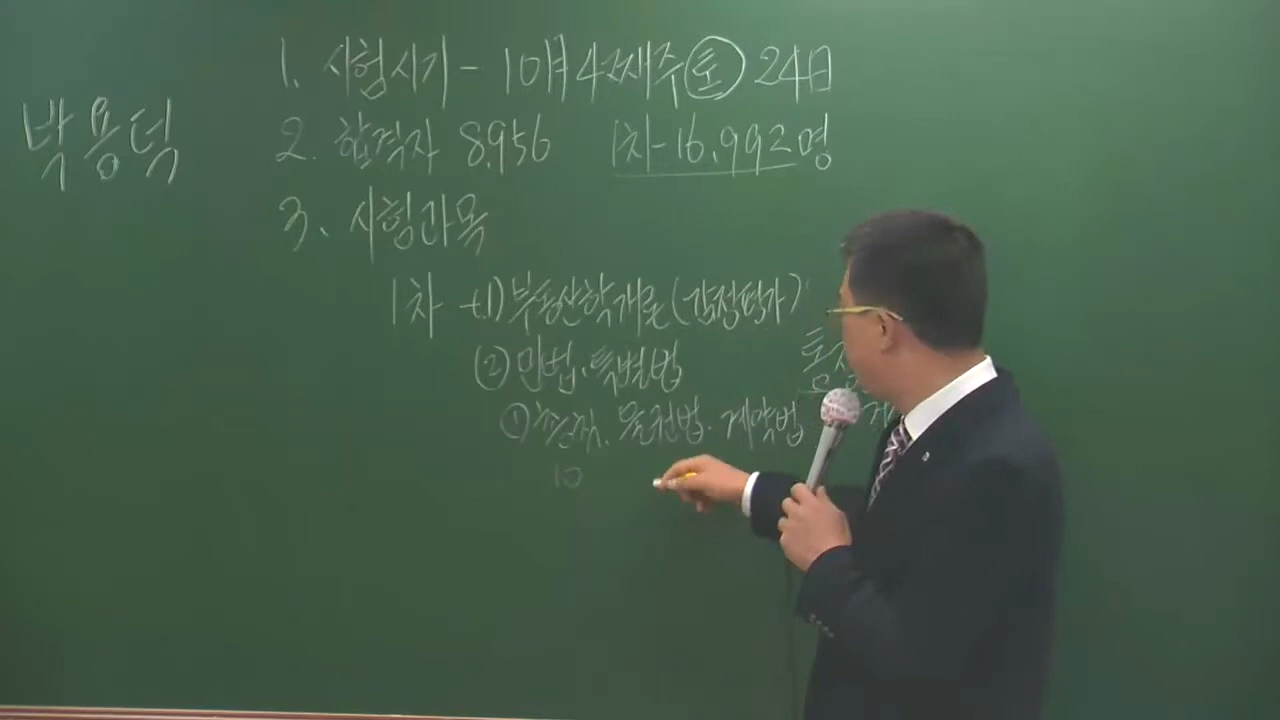 박용덕
1. 시험시기 - 10月 4째주 토 24日
2. 합격자 8,956 1차-16,992명
3. 시험과목
1차 +1) 부동산학개론(감정평가)
(2) 민법·특별법
① 총칙, 물권법. 계약법
10